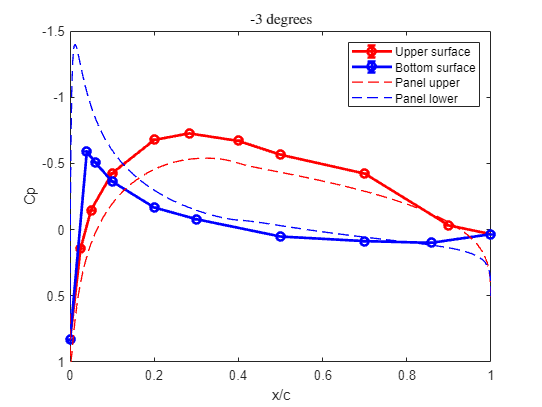 -3 degrees
-1.5
-1
-0.5
0
0.5
1
Cp
0
0.2
0.4
0.6
0.8
1
x/c
Upper surface
Bottom surface
Panel upper
Panel lower